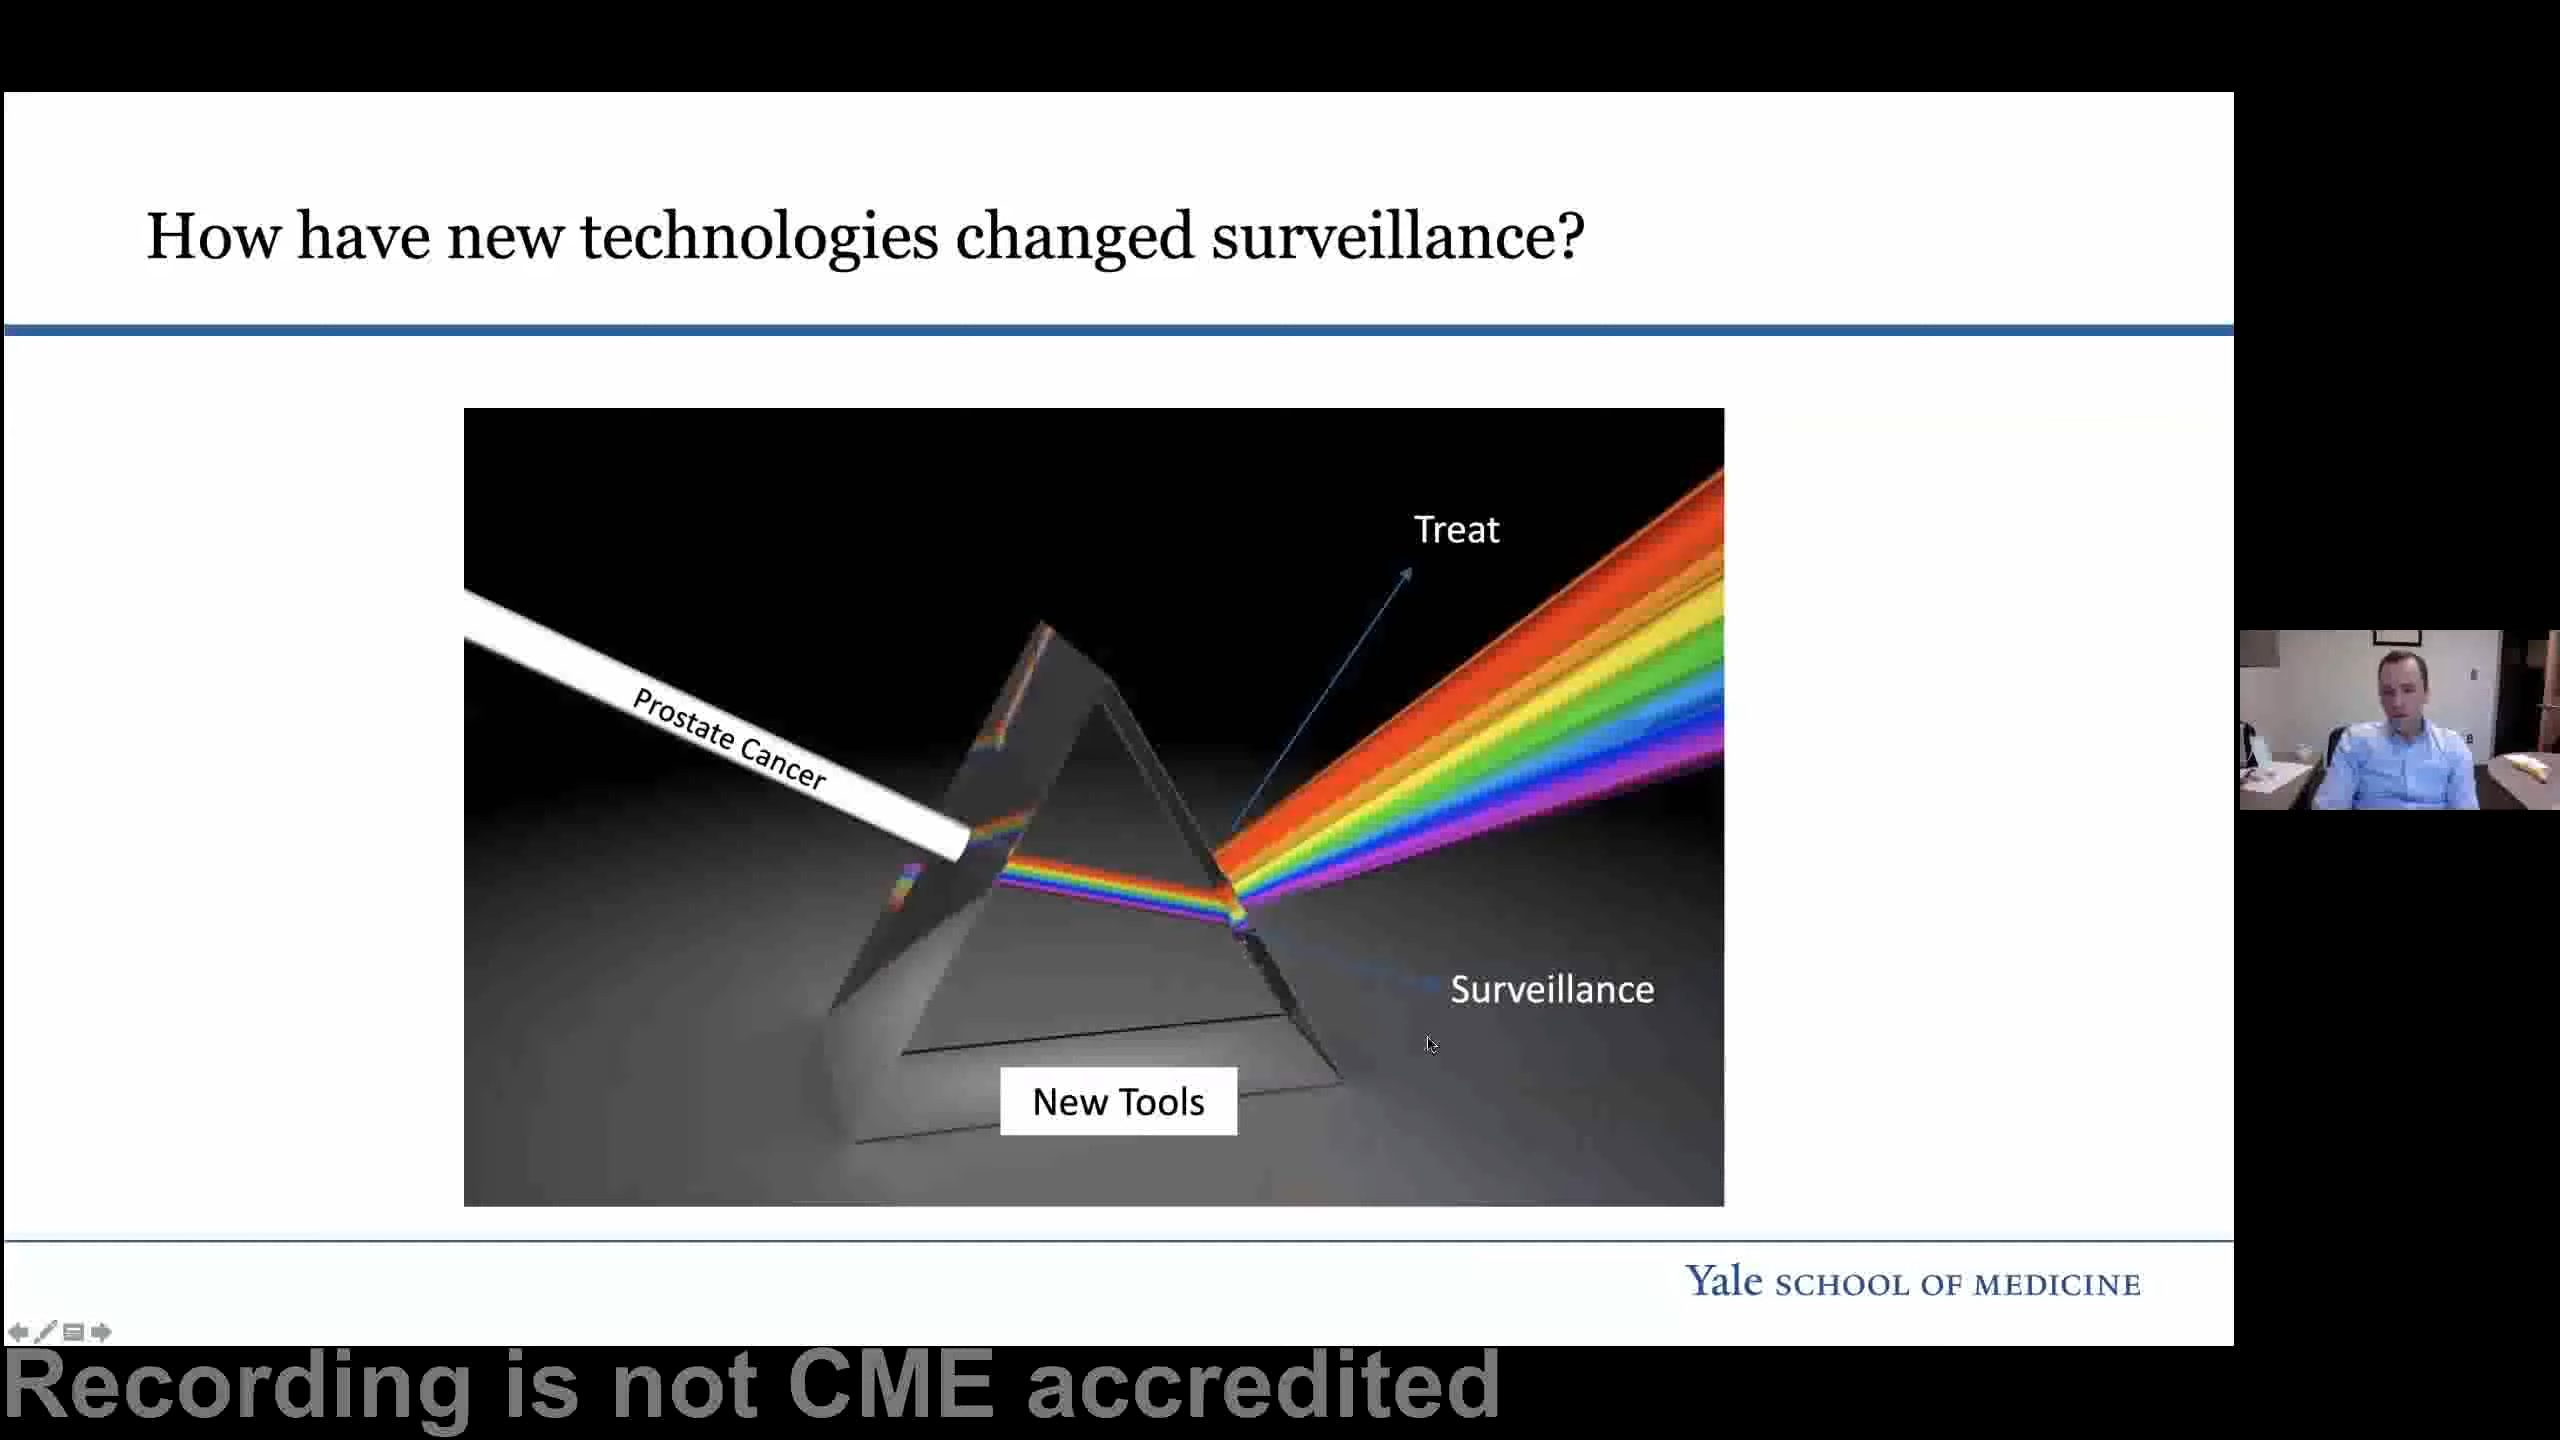 How have new technologies changed surveillance?
Treat
Prostate Cancer
Surveillance
New Tools
Yale SCHOOL OF MEDICINE
Recording is not CME accredited